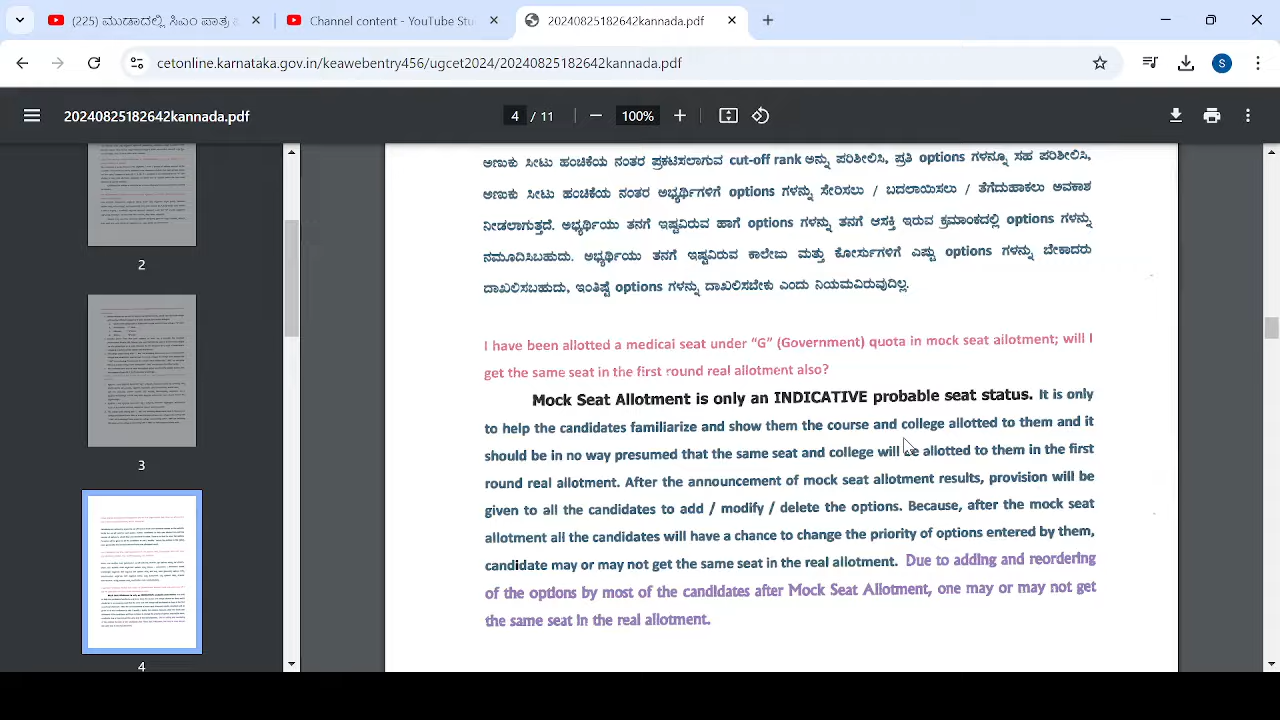 (225) ಮುಡಾದಲ್ಲಿ ಸಿಎಂ ಪಾತ್ರ
Channel content - YouTube Stu
20240825182642kannada.pdf
cetonline.karnataka.gov.in/keawebentry456/ugcet2024/20240825182642kannada.pdf
S
20240825182642kannada.pdf
4 / 11
100%
2
3
4
ಅಣುಕು ಸೀಟು ಹಂಚಿಕೆಯ ನಂತರ ಪ್ರಕಟಿಸಲಾಗುವ cut-off rank ಅನ್ನು ಪರಿಶೀಲಿಸಿ, ಪ್ರತಿ options ಗಳನ್ನೂ ಸಹ ಪರಿಶೀಲಿಸಿ,
ಅಣುಕು ಸೀಟು ಹಂಚಿಕೆಯ ನಂತರ ಅಭ್ಯರ್ಥಿಗಳಿಗೆ options ಗಳನ್ನು ಸೇರಿಸಲು / ಬದಲಾಯಿಸಲು / ತೆಗೆದುಹಾಕಲು ಅವಕಾಶ
ನೀಡಲಾಗುತ್ತದೆ. ಅಭ್ಯರ್ಥಿಯು ತನಗೆ ಇಷ್ಟವಿರುವ ಹಾಗೆ options ಗಳನ್ನು ತನಗೆ ಆಸಕ್ತಿ ಇರುವ ಕ್ರಮಾಂಕದಲ್ಲಿ options ಗಳನ್ನು
ನಮೂದಿಸಿಬಹುದು. ಅಭ್ಯರ್ಥಿಯು ತನಗೆ ಇಷ್ಟವಿರುವ ಕಾಲೇಜು ಮತ್ತು ಕೋರ್ಸುಗಳಿಗೆ ಎಷ್ಟು options ಗಳನ್ನು ಬೇಕಾದರು
ದಾಖಲಿಸಬಹುದು, ಇಂತಿಷ್ಟೆ options ಗಳನ್ನು ದಾಖಲಿಸಬೇಕು ಎಂದು ನಿಯಮವಿರುವುದಿಲ್ಲ.
I have been allotted a medical seat under “G” (Government) quota in mock seat allotment; will I
get the same seat in the first round real allotment also?
Mock Seat Allotment is only an INDICATIVE probable seat status. It is only
to help the candidates familiarize and show them the course and college allotted to them and it
should be in no way presumed that the same seat and college will be allotted to them in the first
round real allotment. After the announcement of mock seat allotment results, provision will be
given to all the candidates to add / modify / delete the options. Because, after the mock seat
allotment all the candidates will have a chance to change the priority of options entered by them,
candidate may or may not get the same seat in the real allotment. Due to adding and reordering
of the options by most of the candidates after Mock Seat Allotment, one may or may not get
the same seat in the real allotment.